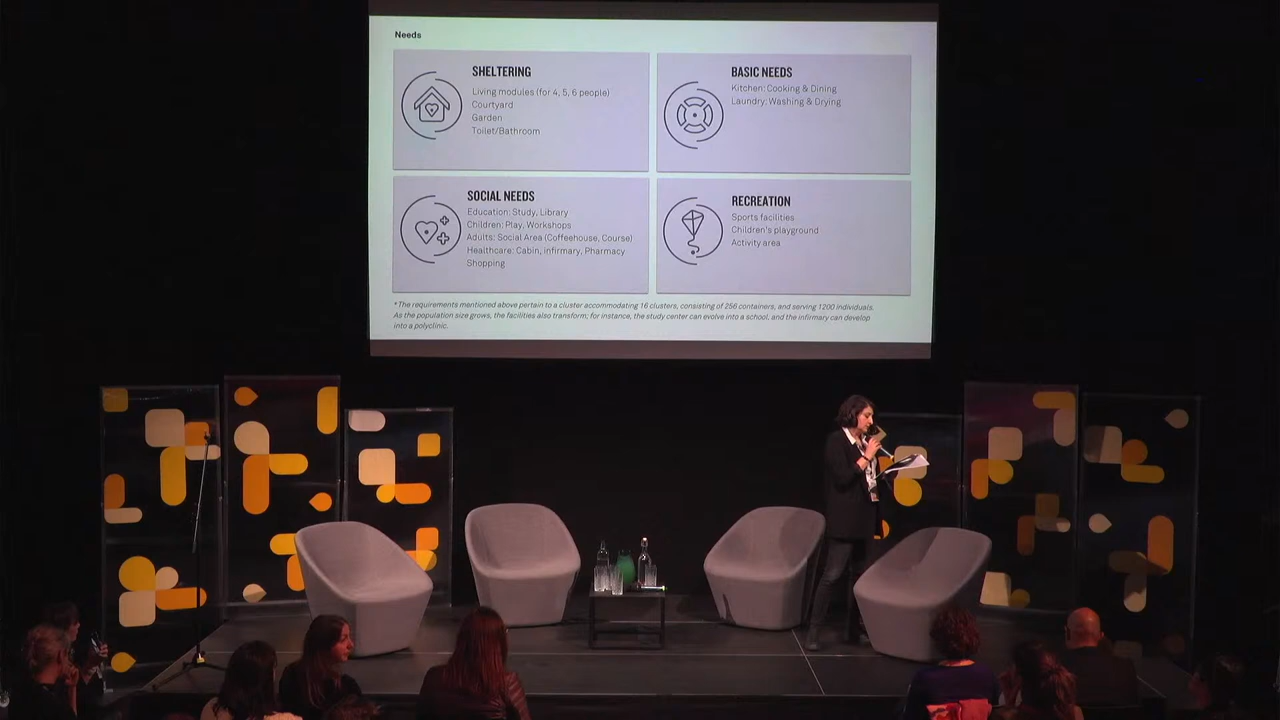 Needs
SHELTERING
Living modules (for 4, 5, 6 people)
Courtyard
Garden
Toilet/Bathroom
BASIC NEEDS
Kitchen: Cooking & Dining
Laundry: Washing & Drying
SOCIAL NEEDS
Education: Study, Library
Children: Play, Workshops
Adults: Social Area (Coffeehouse, Course)
Healthcare: Cabin, infirmary, Pharmacy
Shopping
RECREATION
Sports facilities
Children's playground
Activity area
*The requirements mentioned above pertain to a cluster accommodating 16 clusters, consisting of 256 containers, and serving 1200 individuals.
As the population size grows, the facilities also transform; for instance, the study center can evolve into a school, and the infirmary can develop
into a polyclinic.